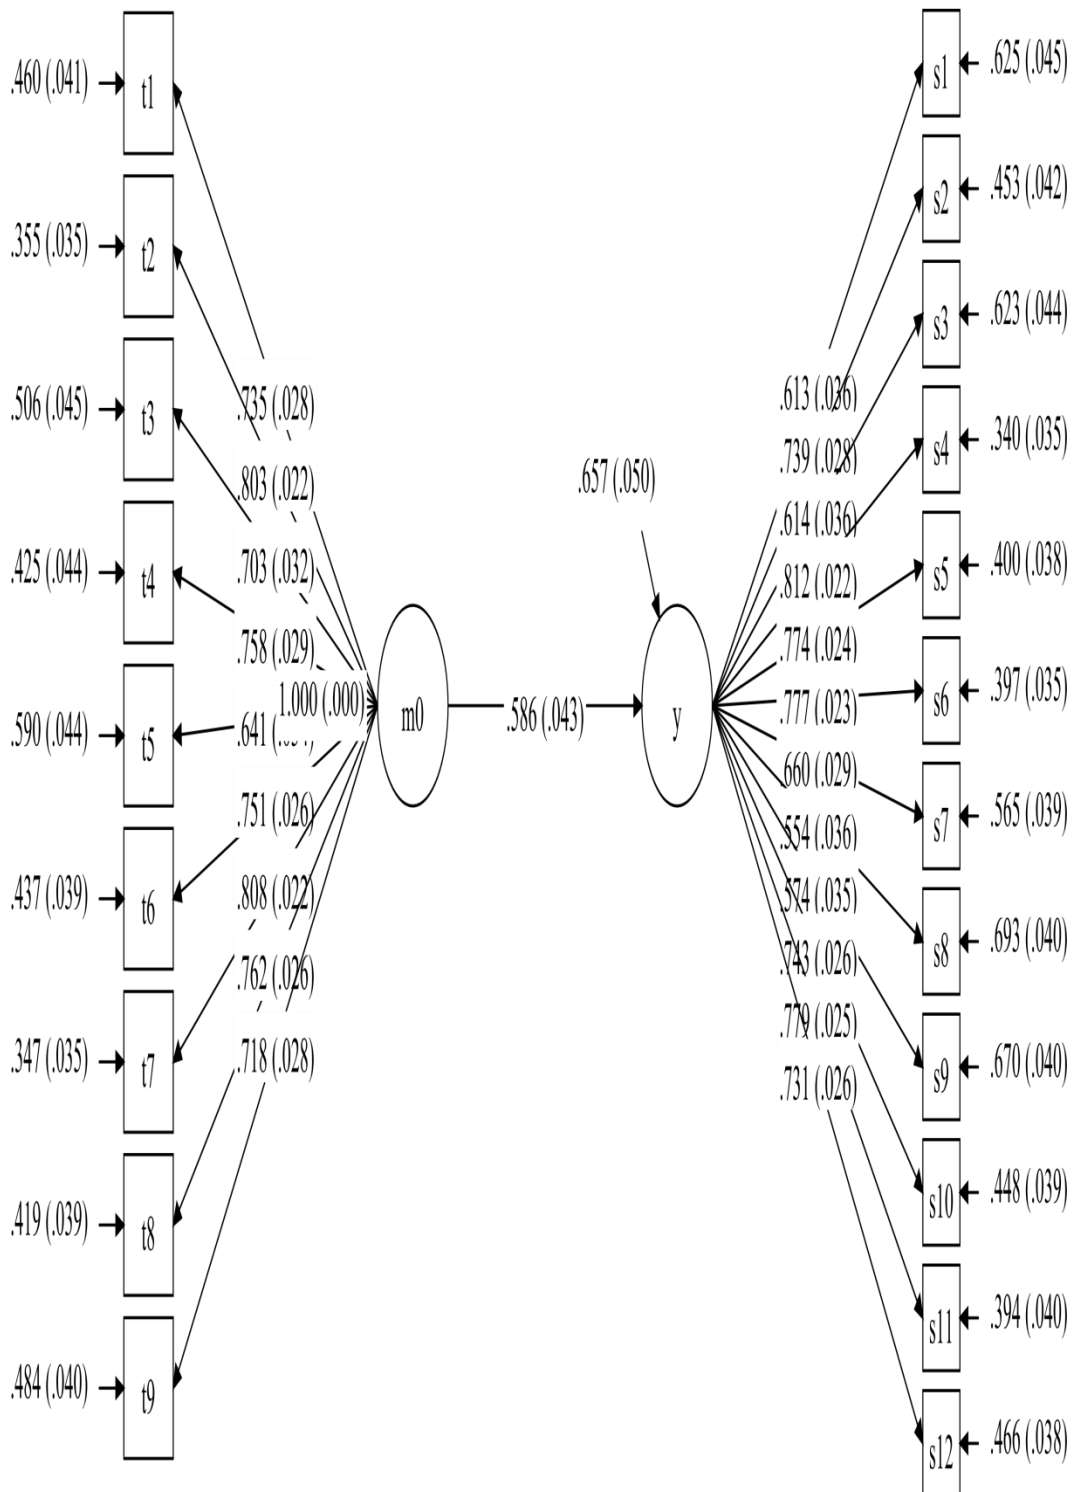 .460 (.041)
t1
.355 (.035)
t2
.506 (.045)
t3
.425 (.044)
t4
.590 (.044)
t5
.437 (.039)
t6
.347 (.035)
t7
.419 (.039)
t8
.484 (.040)
t9
.735 (.028)
.803 (.022)
.703 (.032)
.758 (.029)
1.000 (.000)
.641
.751 (.026)
.808 (.022)
.762 (.026)
.718 (.028)
m0
.586 (.043)
.657 (.050)
y
.613 (.036)
.739 (.028)
.614 (.036)
.812 (.022)
.774 (.024)
.777 (.023)
.660 (.029)
.554 (.036)
.574 (.035)
.743 (.026)
.779 (.025)
.731 (.026)
s1
.625 (.045)
s2
.453 (.042)
s3
.623 (.044)
s4
.340 (.035)
s5
.400 (.038)
s6
.397 (.035)
s7
.565 (.039)
s8
.693 (.040)
s9
.670 (.040)
s10
.448 (.039)
s11
.394 (.040)
s12
.466 (.038)